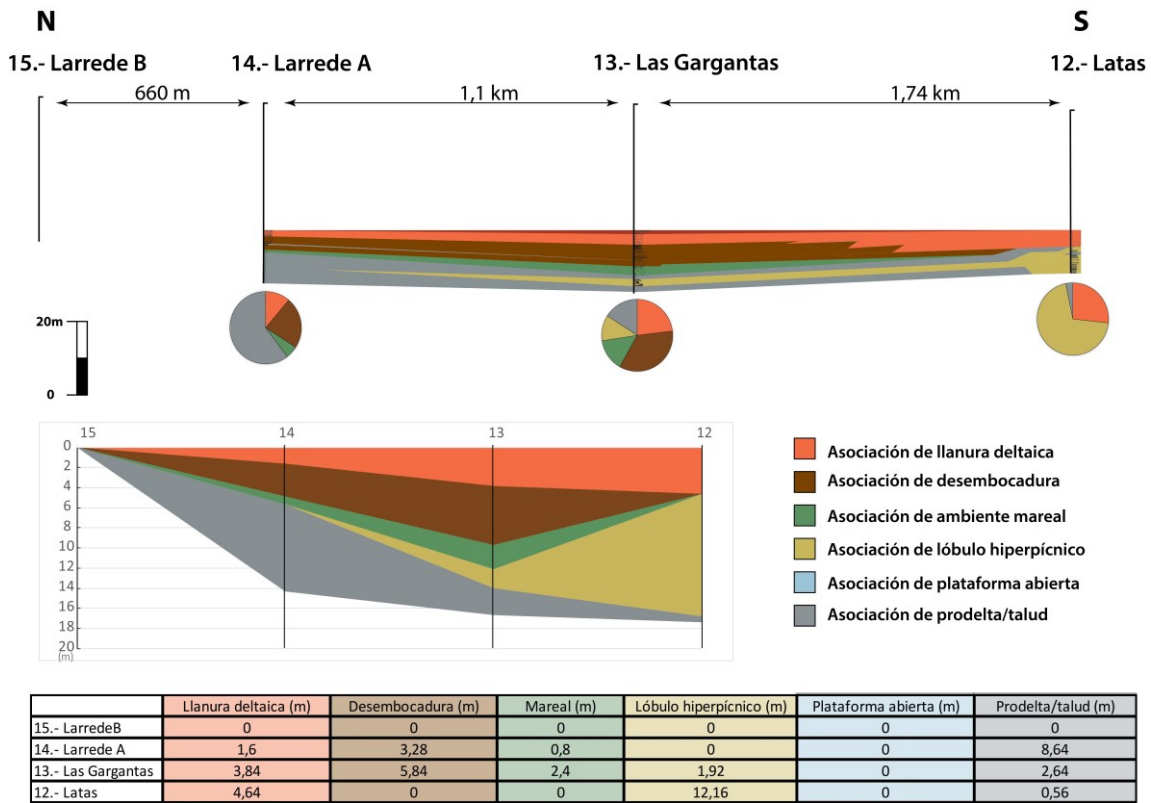 N S
15.- Larrede B 14.- Larrede A 13.- Las Gargantas 12.- Latas
660 m 1,1 km 1,74 km
20m
0
15 14 13 12
0
2
4
6
8
10
12
14
16
18
20
(m)
Asociación de llanura deltaica
Asociación de desembocadura
Asociación de ambiente mareal
Asociación de lóbulo hiperpícnico
Asociación de plataforma abierta
Asociación de prodelta/talud
Llanura deltaica (m) Desembocadura (m) Mareal (m) Lóbulo hiperpícnico (m) Plataforma abierta (m) Prodelta/talud (m)
15.- LarredeB 0 0 0 0 0 0
14.- Larrede A 1,6 3,28 0,8 0 0 8,64
13.- Las Gargantas 3,84 5,84 2,4 1,92 0 2,64
12.- Latas 4,64 0 0 12,16 0 0,56